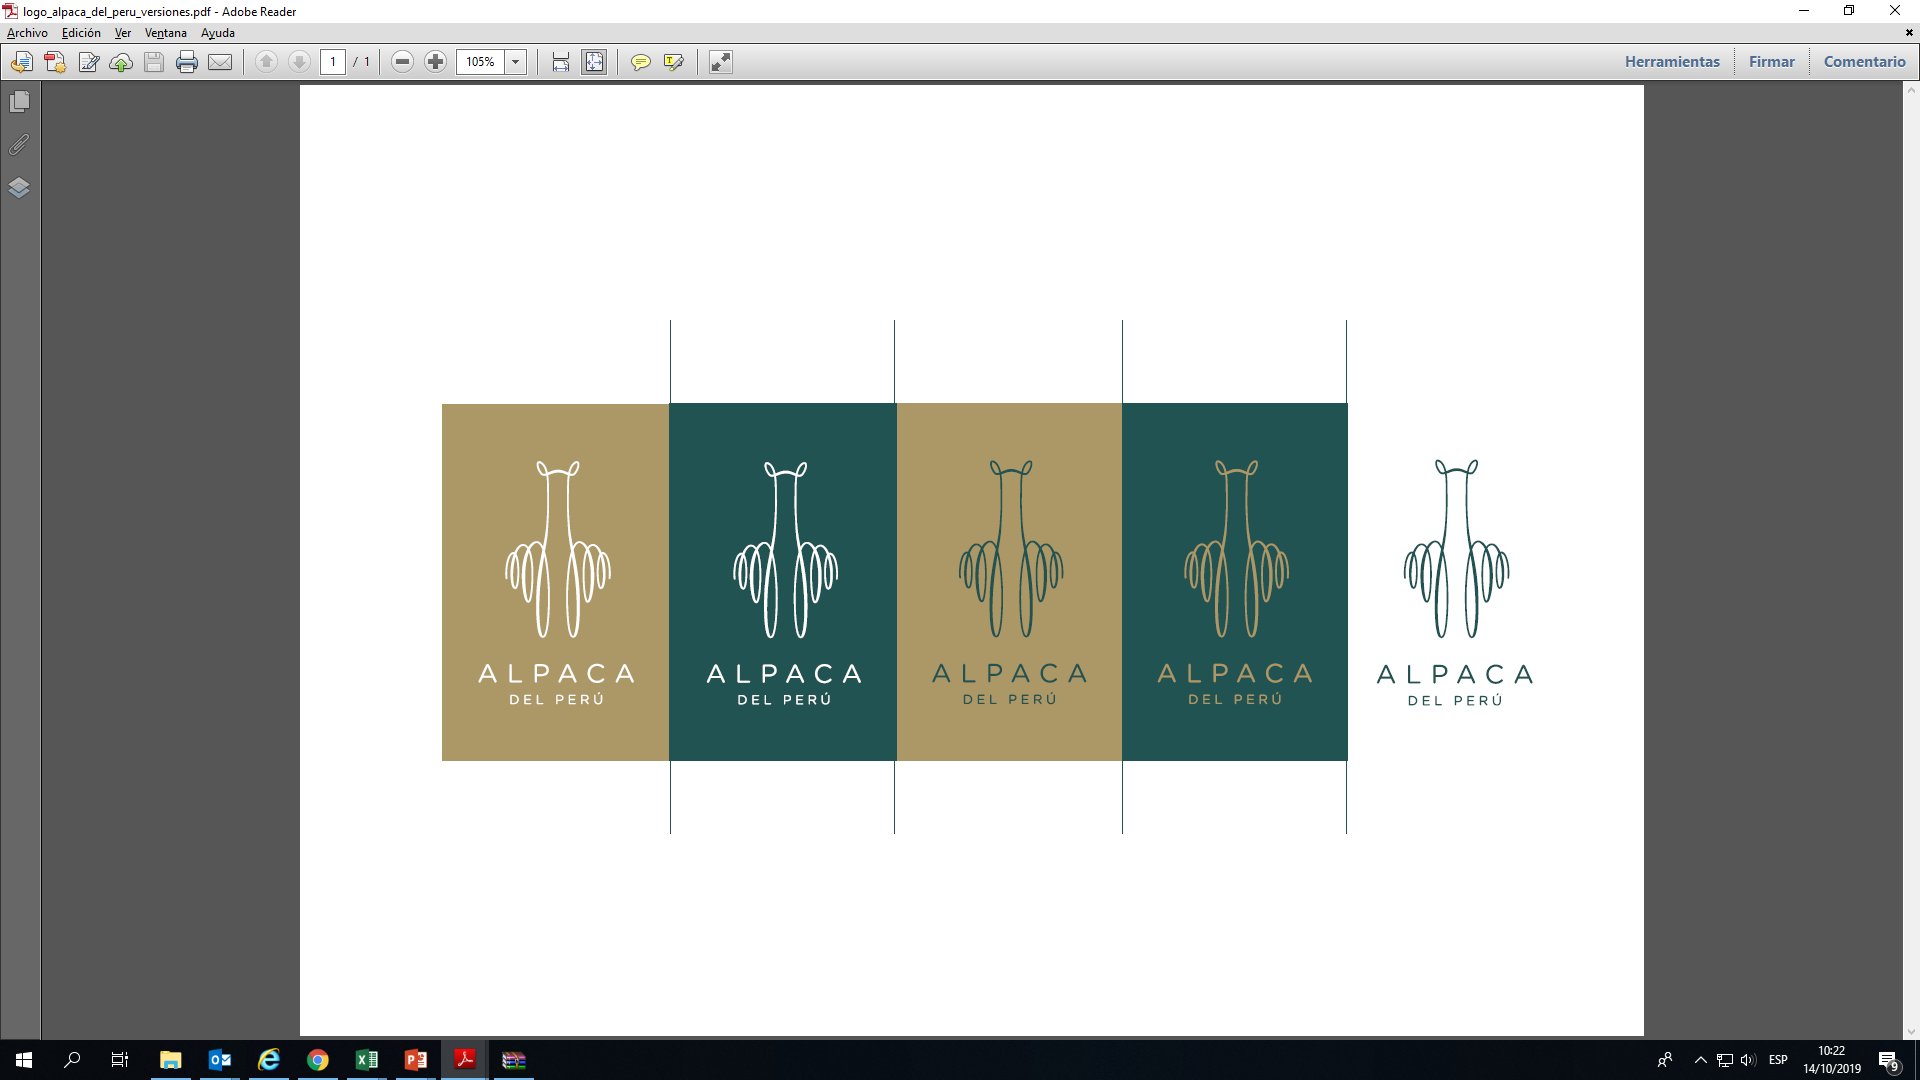 logo_alpaca_del_peru_versiones.pdf - Adobe Reader
Archivo Edición Ver Ventana Ayuda
1 / 1 105% Herramientas Firmar Comentario
ALPACA
DEL PERÚ
ALPACA
DEL PERÚ
ALPACA
DEL PERÚ
ALPACA
DEL PERÚ
ALPACA
DEL PERÚ
ESP
10:22
14/10/2019
9